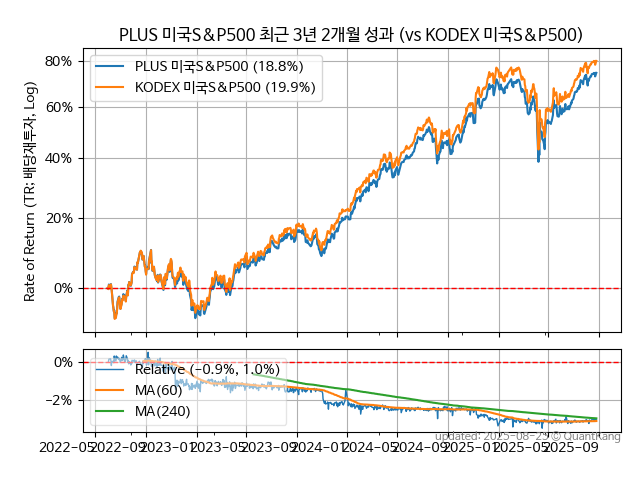 PLUS 미국S&P500 최근 3년 2개월 성과 (vs KODEX 미국S&P500)
PLUS 미국S&P500 (18.8%)
KODEX 미국S&P500 (19.9%)
Rate of Return (TR; 배당재투자, Log)
80%
60%
40%
20%
0%
0%
−2%
Relative (−0.9%, 1.0%)
MA(60)
MA(240)
updated: 2025-08-25 © QuantKang
2022-05
2022-09
2023-01
2023-05
2023-09
2024-01
2024-05
2024-09
2025-01
2025-05
2025-09